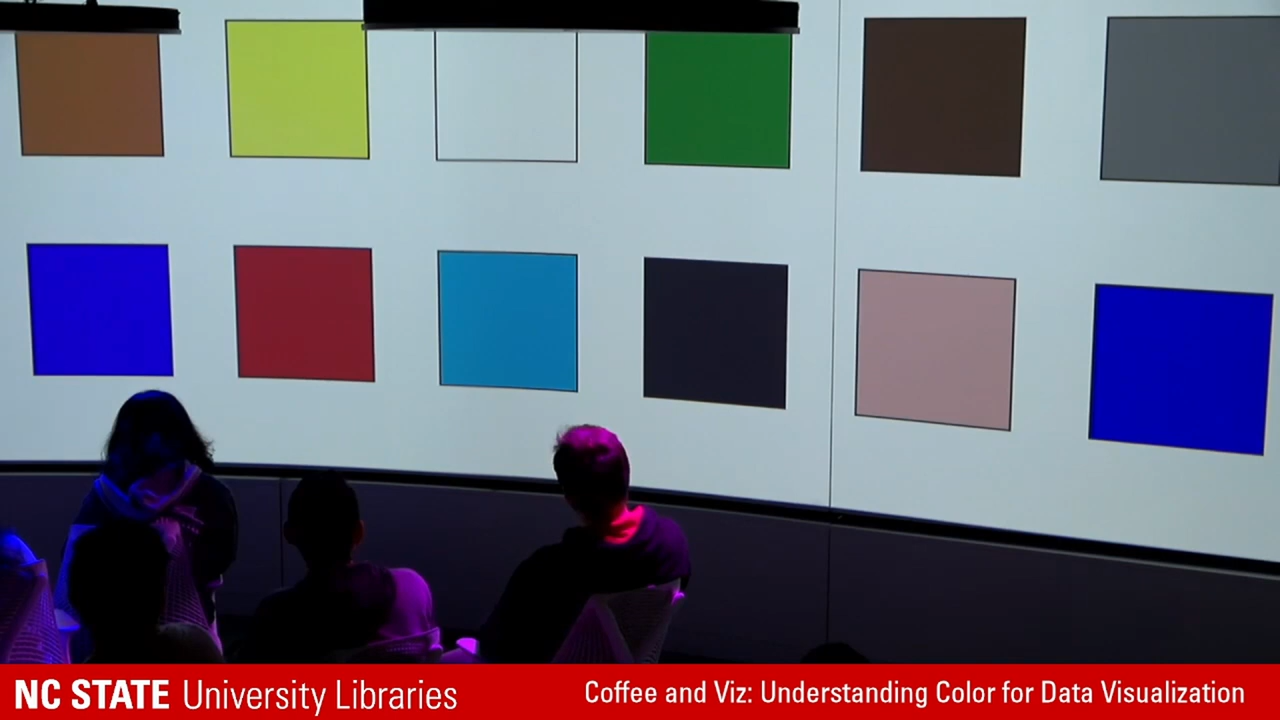 NC STATE University Libraries
Coffee and Viz: Understanding Color for Data Visualization